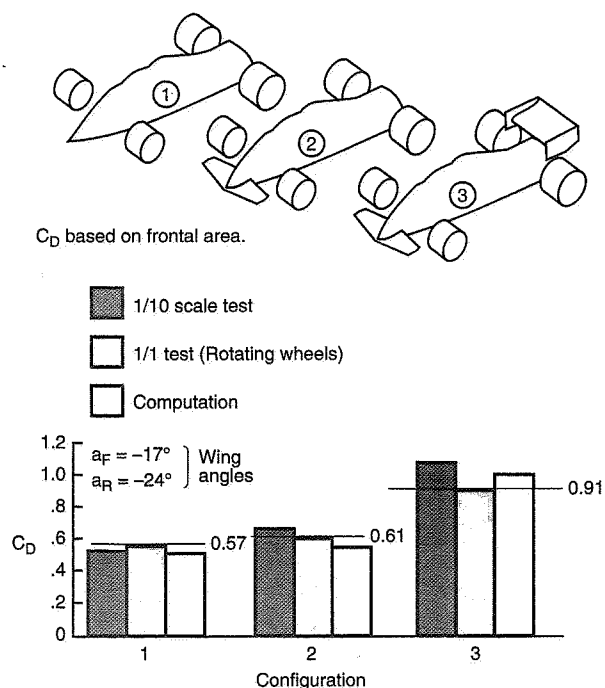 1
2
3
C_D based on frontal area.
1/10 scale test
1/1 test (Rotating wheels)
Computation
1.2
1.0
.8
.6
.4
.2
0
C_D
a_F = −17°
a_R = −24°
Wing angles
0.57
0.61
0.91
1 2 3
Configuration